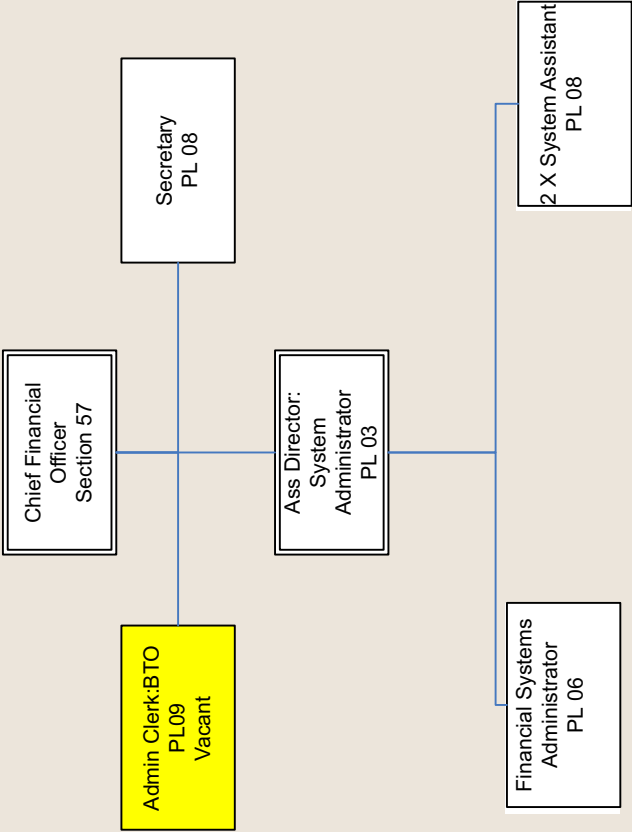 Chief Financial
Officer
Section 57
Admin Clerk:BTO
PL09
Vacant
Secretary
PL 08
Ass Director:
System
Administrator
PL 03
Financial Systems
Administrator
PL 06
2 X System Assistant
PL 08